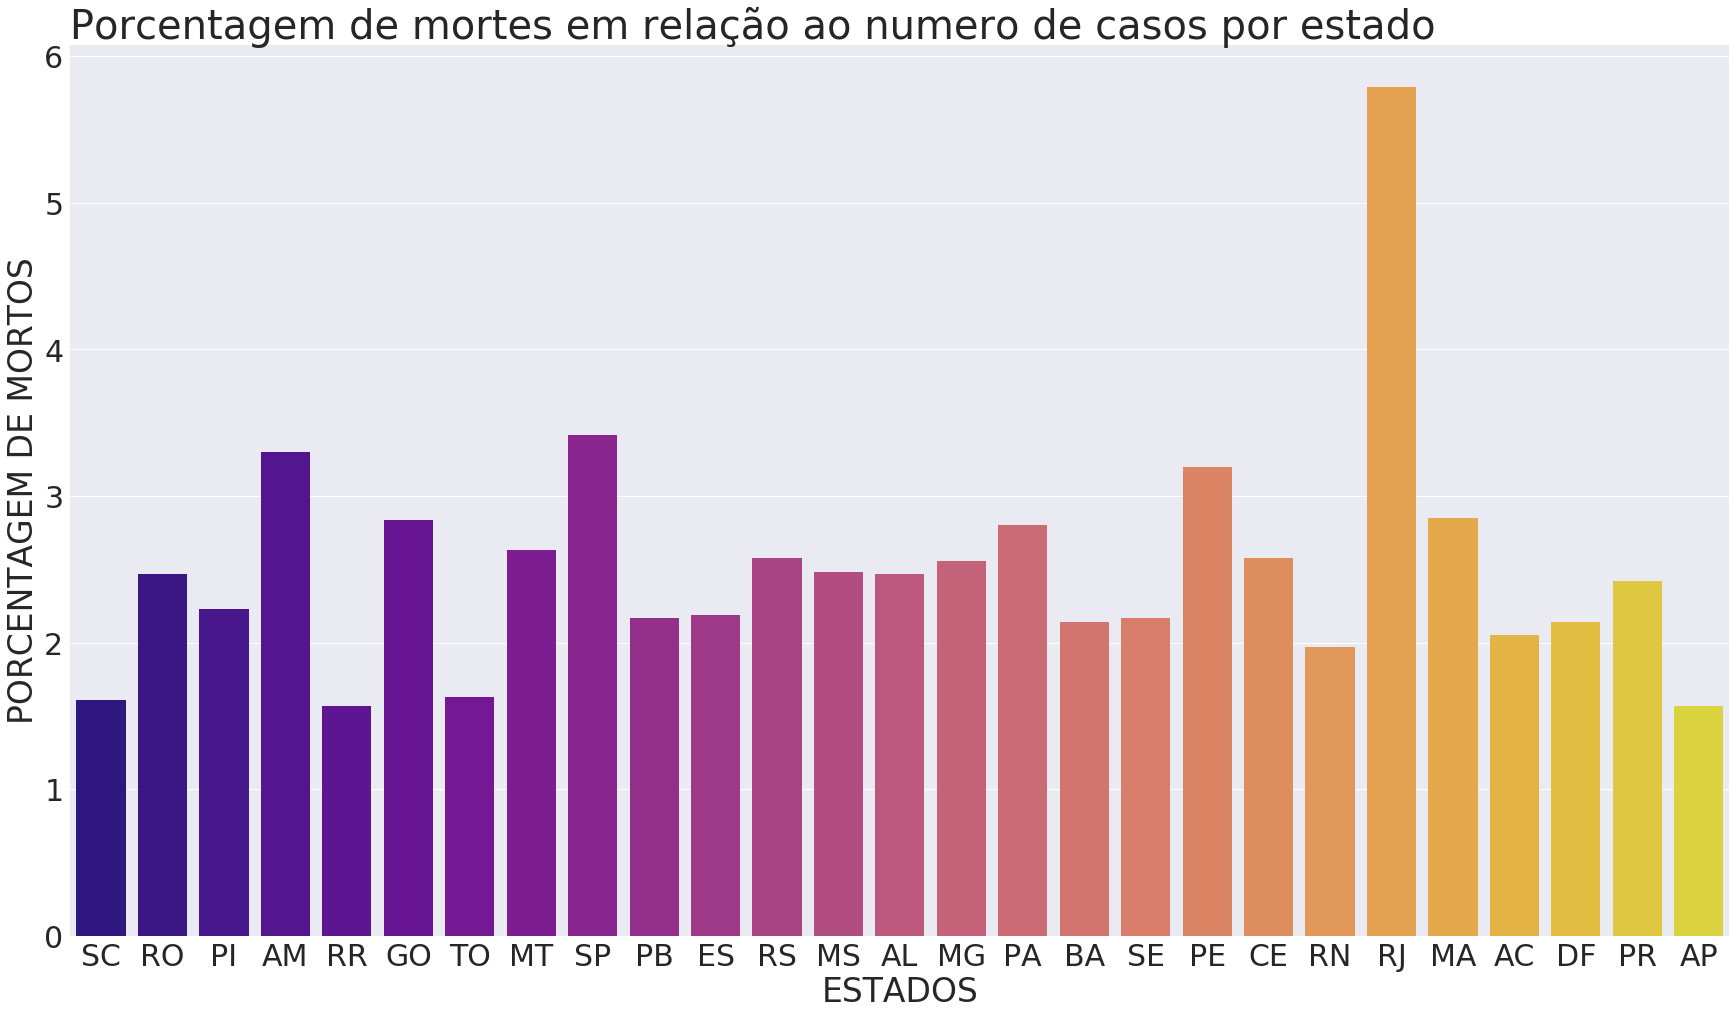 Porcentagem de mortes em relação ao numero de casos por estado
PORCENTAGEM DE MORTOS
6
5
4
3
2
1
0
SC RO PI AM RR GO TO MT SP PB ES RS MS AL MG PA BA SE PE CE RN RJ MA AC DF PR AP
ESTADOS